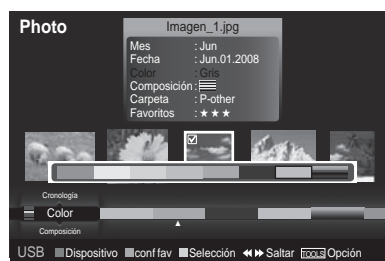 Photo
Imagen_1.jpg
Mes : Jun
Fecha : Jun.01.2008
Color : Gris
Composición :
Carpeta : P-other
Favoritos : ★ ★ ★
Cronología
Color
Composición
USB Dispositivo conf fav Selección Saltar TOOLS Opción